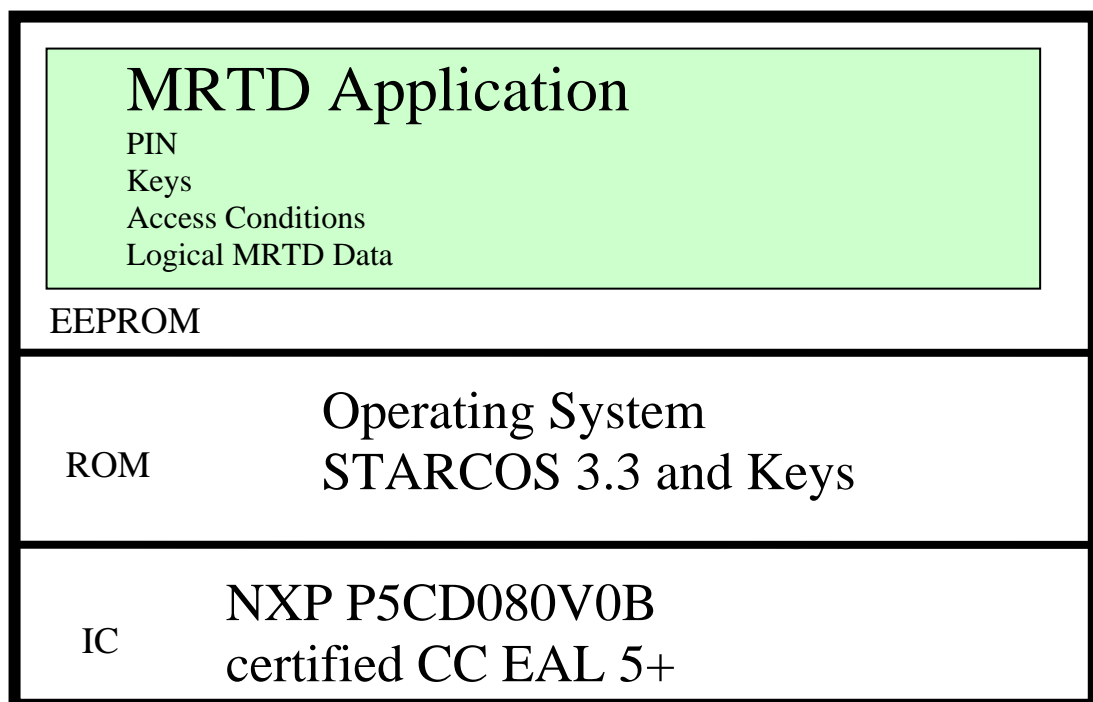 MRTD Application
PIN
Keys
Access Conditions
Logical MRTD Data
EEPROM
Operating System
ROM
STARCOS 3.3 and Keys
NXP P5CD080V0B
IC
certified CC EAL 5+